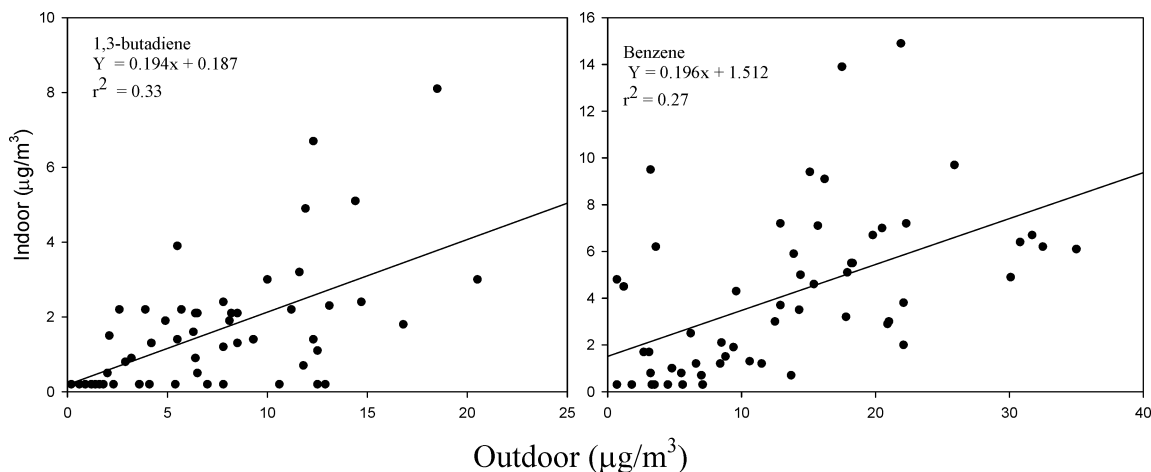 1,3-butadiene
Y = 0.194x + 0.187
r2 = 0.33
Indoor (μg/m3)
10
8
6
4
2
0
0 5 10 15 20 25
Benzene
Y = 0.196x + 1.512
r2 = 0.27
16
14
12
10
8
6
4
2
0
0 10 20 30 40
Outdoor (μg/m3)